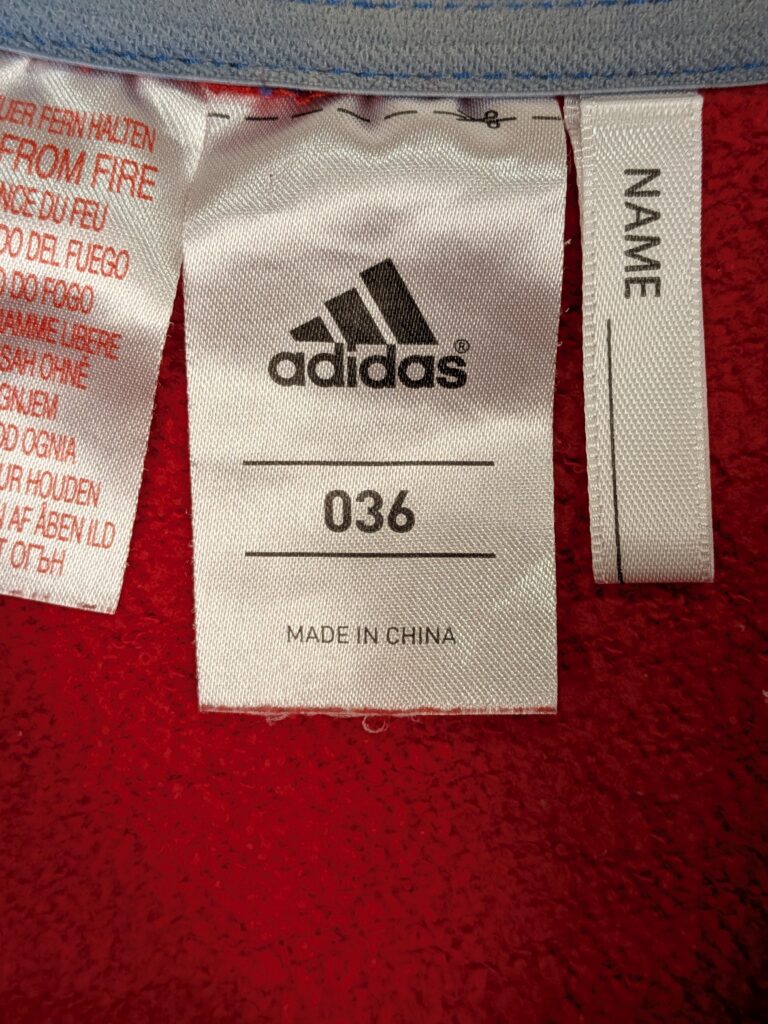 UER FERN HALTEN
FROM FIRE
NCE DU FEU
DO DEL FUEGO
O DO FOGO
IAMME LIBERE
SAH OHNĚ
GNJEM
OD OGNIA
UR HOUDEN
N AF ÅBEN ILD
Т ОГЪН
adidas®
036
MADE IN CHINA
NAME